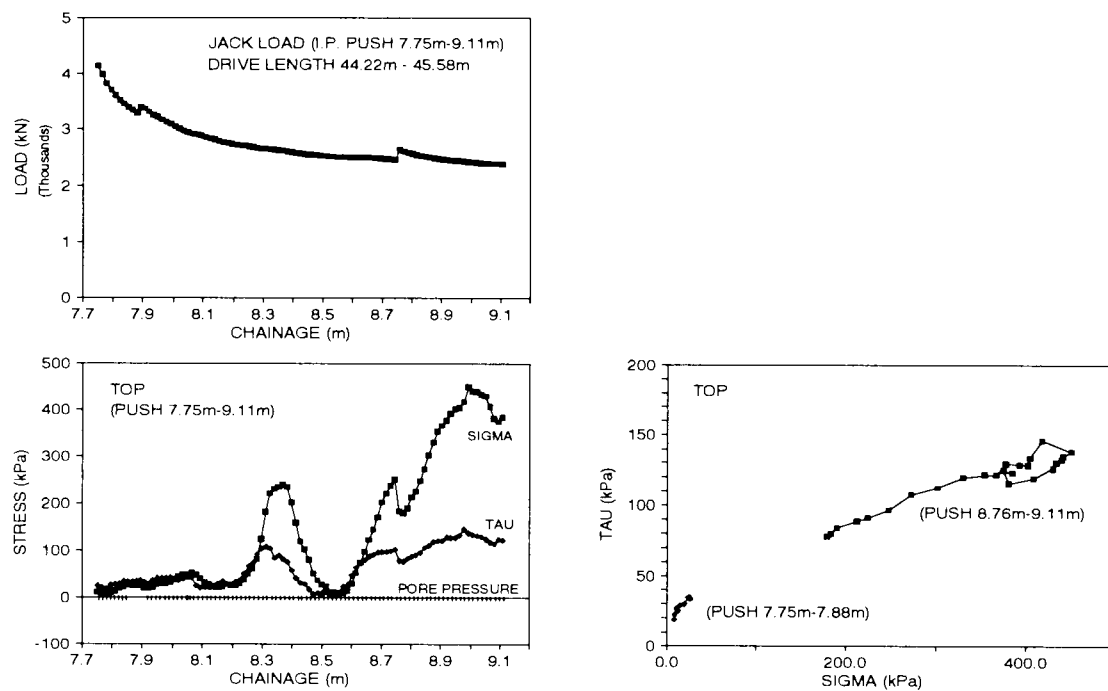 5
4
3
2
1
0
LOAD (kN)
(Thousands)
JACK LOAD (I.P. PUSH 7.75m-9.11m)
DRIVE LENGTH 44.22m - 45.58m
7.7 7.9 8.1 8.3 8.5 8.7 8.9 9.1
CHAINAGE (m)
500
400
300
200
100
0
-100
STRESS (kPa)
TOP
(PUSH 7.75m-9.11m)
SIGMA
TAU
PORE PRESSURE
7.7 7.9 8.1 8.3 8.5 8.7 8.9 9.1
CHAINAGE (m)
200
150
100
50
0
TAU (kPa)
TOP
(PUSH 8.76m-9.11m)
(PUSH 7.75m-7.88m)
0.0 200.0 400.0
SIGMA (kPa)